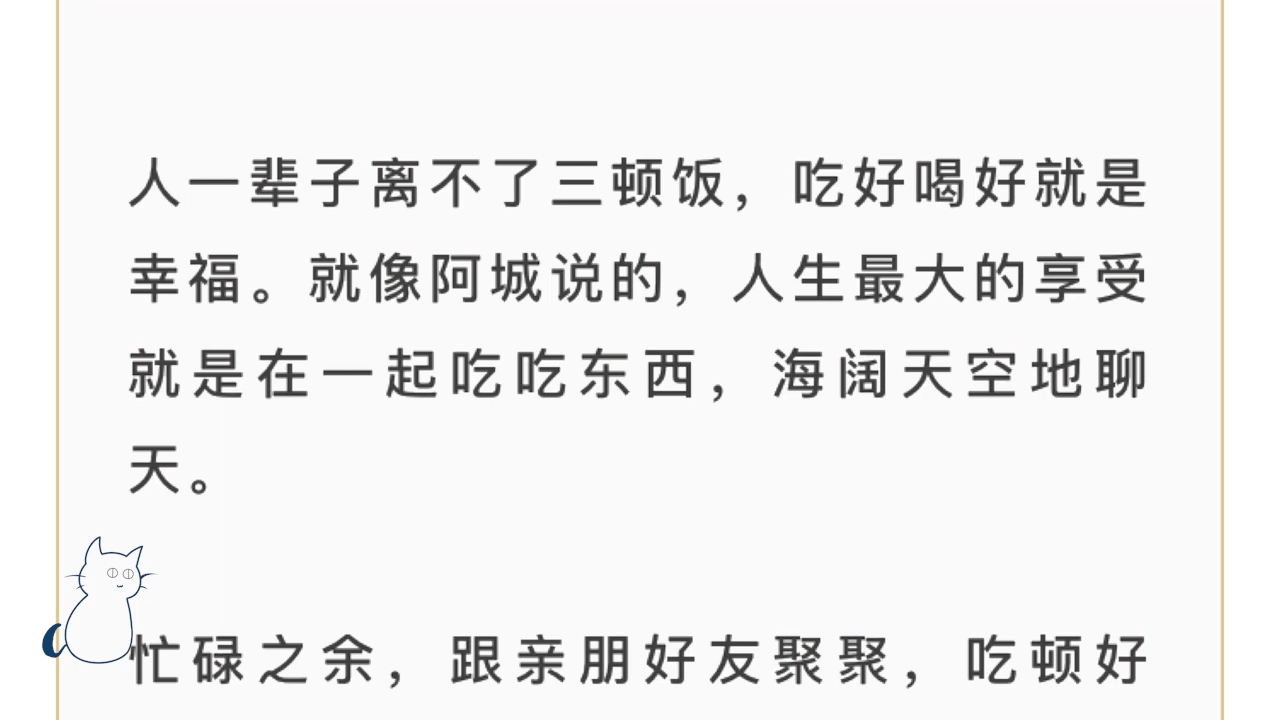 人一辈子离不了三顿饭，吃好喝好就是
幸福。就像阿城说的，人生最大的享受
就是在一起吃吃东西，海阔天空地聊
天。
忙碌之余，跟亲朋好友聚聚，吃顿好